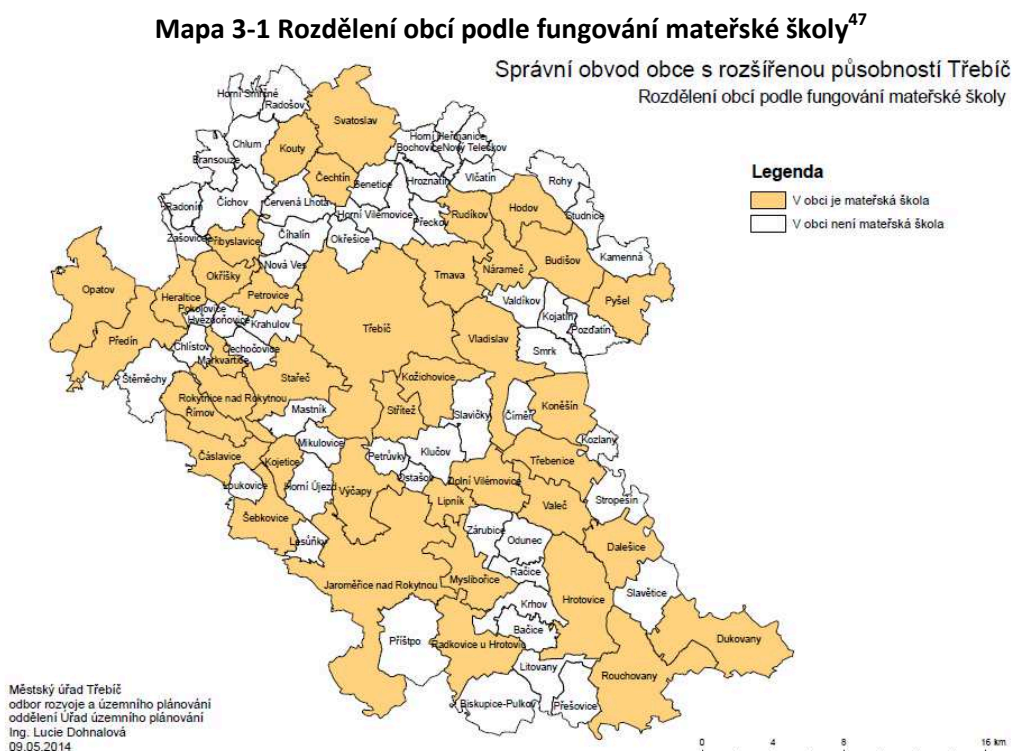 Mapa 3-1 Rozdělení obcí podle fungování mateřské školy47
Správní obvod obce s rozšířenou působností Třebíč
Rozdělení obcí podle fungování mateřské školy
Legenda
V obci je mateřská škola
V obci není mateřská škola
Horní Smrčné
Radošov
Svatoslav
Chlum
Kouty
Bransouze
Čechtín
Benetice
Horní Heřmanice
Bochovice
Nový Telečkov
Hroznatín
Vlčatín
Rohy
Radonín
Číchov
Červená Lhota
Horní Vilémovice
Přeckov
Rudíkov
Hodov
Studnice
Zašovice
Přibyslavice
Číhalín
Okřešice
Kamenná
Nová Ves
Trnava
Nárameč
Budišov
Opatov
Okříšky
Heraltice
Petrovice
Pyšel
Pokojovice
Valdíkov
Hvězdoňovice
Krahulov
Kojatín
Pozďatín
Předín
Třebíč
Vladislav
Chlístov
Čechočovice
Smrk
Markvartice
Štěměchy
Stařeč
Kožichovice
Rokytnice nad Rokytnou
Římov
Mastník
Střítež
Slavičky
Číměř
Koněšín
Mikulovice
Kozlany
Čáslavice
Kojetice
Petrůvky
Klučov
Třebenice
Ostašov
Loukovice
Horní Újezd
Výčapy
Dolní Vilémovice
Lipník
Valeč
Stropešín
Šebkovice
Zárubice
Lesůňky
Odunec
Dalešice
Račice
Jaroměřice nad Rokytnou
Myslibořice
Hrotovice
Slavětice
Krhov
Bačice
Příštpo
Radkovice u Hrotovic
Dukovany
Litovany
Rouchovany
Biskupice-Pulkov
Přešovice
Městský úřad Třebíč
odbor rozvoje a územního plánování
oddělení Úřad územního plánování
Ing. Lucie Dohnalová
09.05.2014
0 4 8 16 km